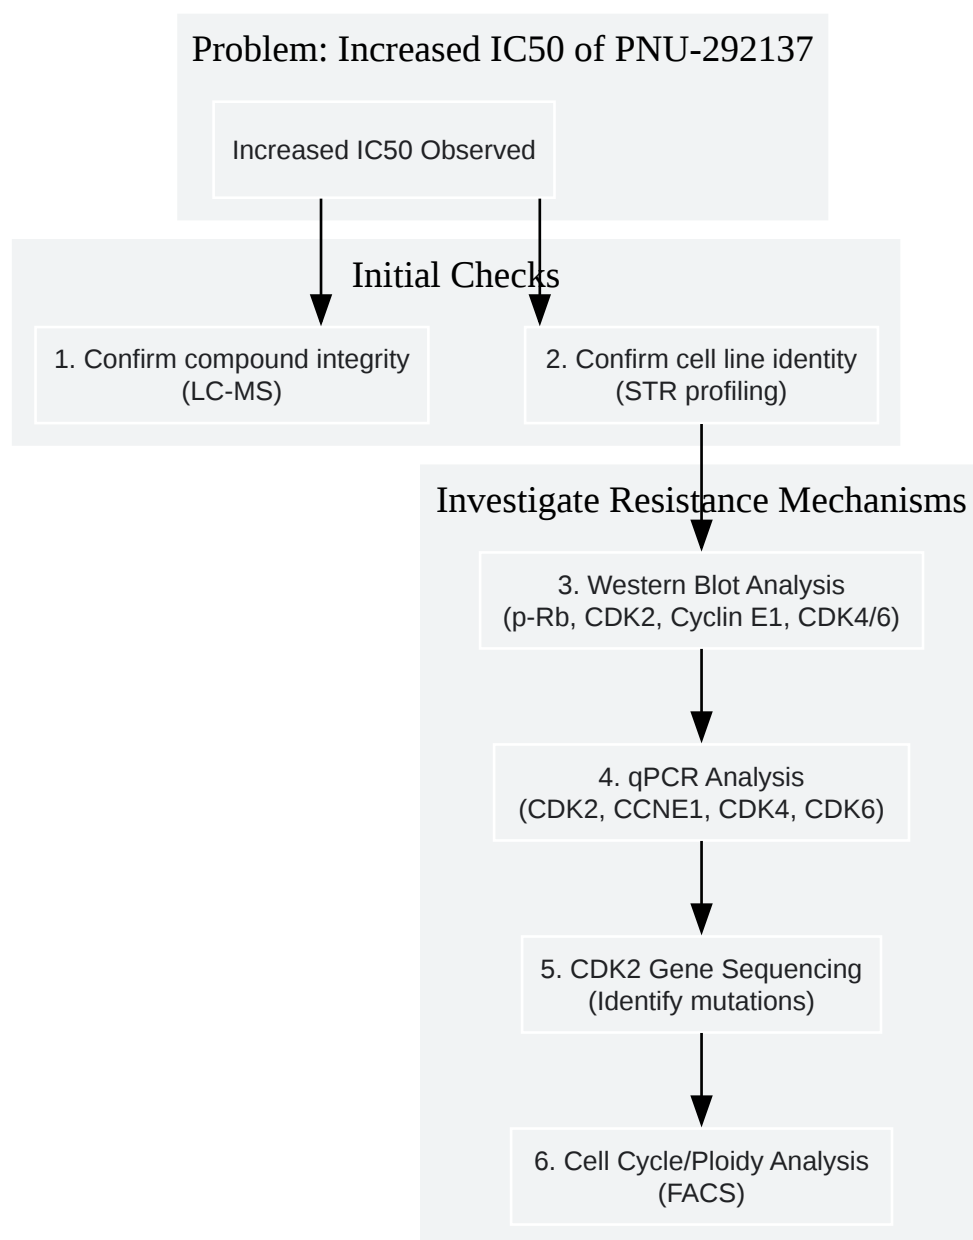 Problem: Increased IC50 of PNU-292137
Increased IC50 Observed
Initial Checks
1. Confirm compound integrity
(LC-MS)
2. Confirm cell line identity
(STR profiling)
Investigate Resistance Mechanisms
3. Western Blot Analysis
(p-Rb, CDK2, Cyclin E1, CDK4/6)
4. qPCR Analysis
(CDK2, CCNE1, CDK4, CDK6)
5. CDK2 Gene Sequencing
(Identify mutations)
6. Cell Cycle/Ploidy Analysis
(FACS)